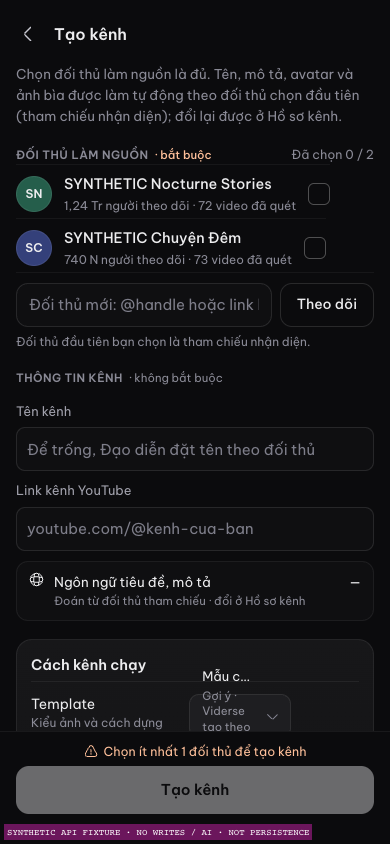 Tạo kênh
Chọn đối thủ làm nguồn là đủ. Tên, mô tả, avatar và
ảnh bìa được làm tự động theo đối thủ chọn đầu tiên
(tham chiếu nhận diện); đổi lại được ở Hồ sơ kênh.
ĐỐI THỦ LÀM NGUỒN · bắt buộc Đã chọn 0 / 2
SN SYNTHETIC Nocturne Stories
1,24 Tr người theo dõi · 72 video đã quét
SC SYNTHETIC Chuyện Đêm
740 N người theo dõi · 73 video đã quét
Đối thủ mới: @handle hoặc link Theo dõi
Đối thủ đầu tiên bạn chọn là tham chiếu nhận diện.
THÔNG TIN KÊNH · không bắt buộc
Tên kênh
Để trống, Đạo diễn đặt tên theo đối thủ
Link kênh YouTube
youtube.com/@kenh-cua-ban
Ngôn ngữ tiêu đề, mô tả –
Đoán từ đối thủ tham chiếu · đổi ở Hồ sơ kênh
Cách kênh chạy
Template
Kiểu ảnh và cách dựng
Mẫu c...
Gợi ý ·
Viderse
tạo theo
Chọn ít nhất 1 đối thủ để tạo kênh
Tạo kênh
SYNTHETIC API FIXTURE · NO WRITES / AI · NOT PERSISTENCE